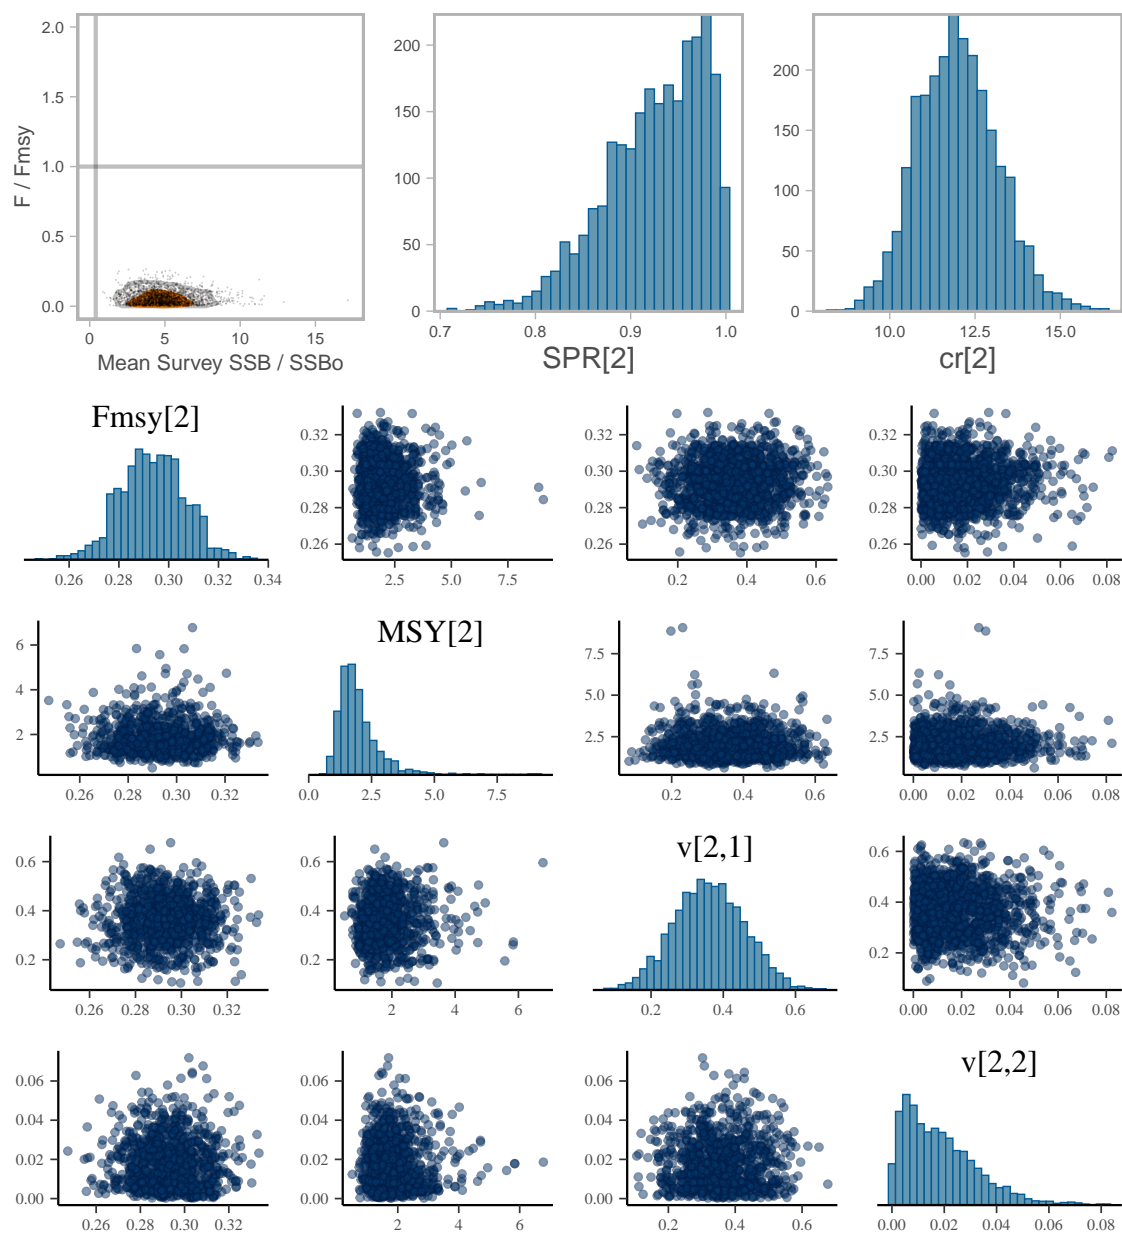 2.0
1.5
1.0
0.5
0.0
F / Fmsy
0 5 10 15
Mean Survey SSB / SSBo
200
150
100
50
0
0.7 0.8 0.9 1.0
SPR[2]
200
150
100
50
0
10.0 12.5 15.0
cr[2]
Fmsy[2]
0.26 0.28 0.30 0.32 0.34
0.32
0.30
0.28
0.26
2.5 5.0 7.5
0.32
0.30
0.28
0.26
0.2 0.4 0.6
0.32
0.30
0.28
0.26
0.00 0.02 0.04 0.06 0.08
6
4
2
0.26 0.28 0.30 0.32
MSY[2]
0.0 2.5 5.0 7.5
7.5
5.0
2.5
0.2 0.4 0.6
7.5
5.0
2.5
0.00 0.02 0.04 0.06 0.08
0.6
0.4
0.2
0.26 0.28 0.30 0.32
0.6
0.4
0.2
2 4 6
v[2,1]
0.2 0.4 0.6
0.6
0.4
0.2
0.00 0.02 0.04 0.06 0.08
0.06
0.04
0.02
0.00
0.26 0.28 0.30 0.32
0.06
0.04
0.02
0.00
2 4 6
0.06
0.04
0.02
0.00
0.2 0.4 0.6
v[2,2]
0.00 0.02 0.04 0.06 0.08